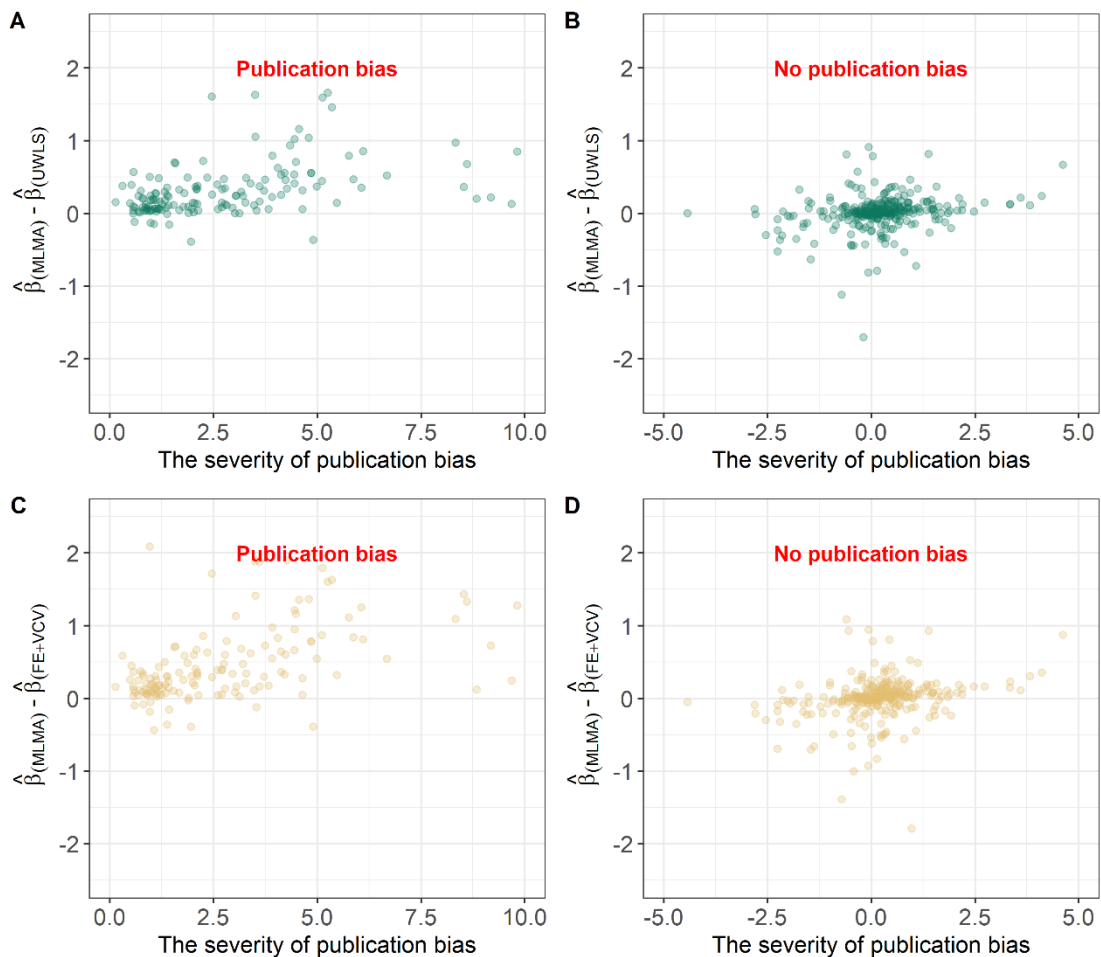 A
B
Publication bias
No publication bias
β̂(MLMA) - β̂(UWLS)
β̂(MLMA) - β̂(UWLS)
2
1
0
-1
-2
2
1
0
-1
-2
0.0 2.5 5.0 7.5 10.0
-5.0 -2.5 0.0 2.5 5.0
The severity of publication bias
The severity of publication bias
C
D
Publication bias
No publication bias
β̂(MLMA) - β̂(FE+VCV)
β̂(MLMA) - β̂(FE+VCV)
2
1
0
-1
-2
2
1
0
-1
-2
0.0 2.5 5.0 7.5 10.0
-5.0 -2.5 0.0 2.5 5.0
The severity of publication bias
The severity of publication bias